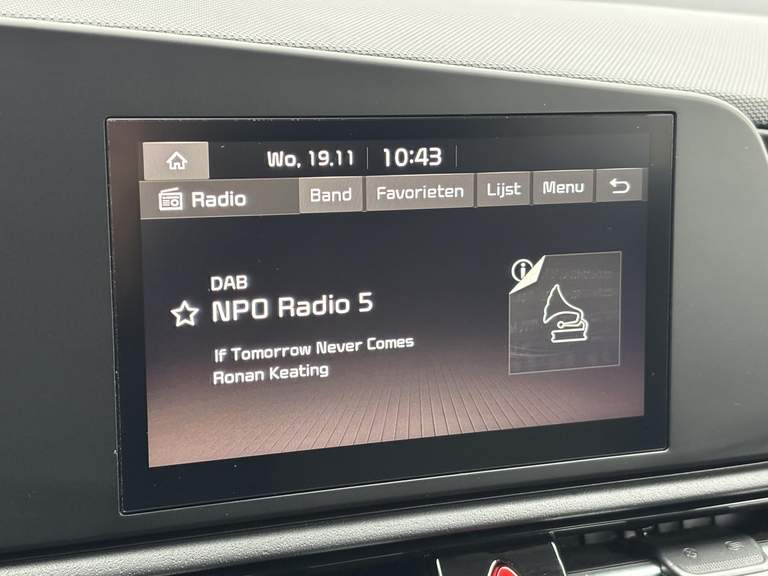 Wo, 19.11 10:43
Radio Band Favorieten Lijst Menu
DAB
NPO Radio 5
If Tomorrow Never Comes
Ronan Keating